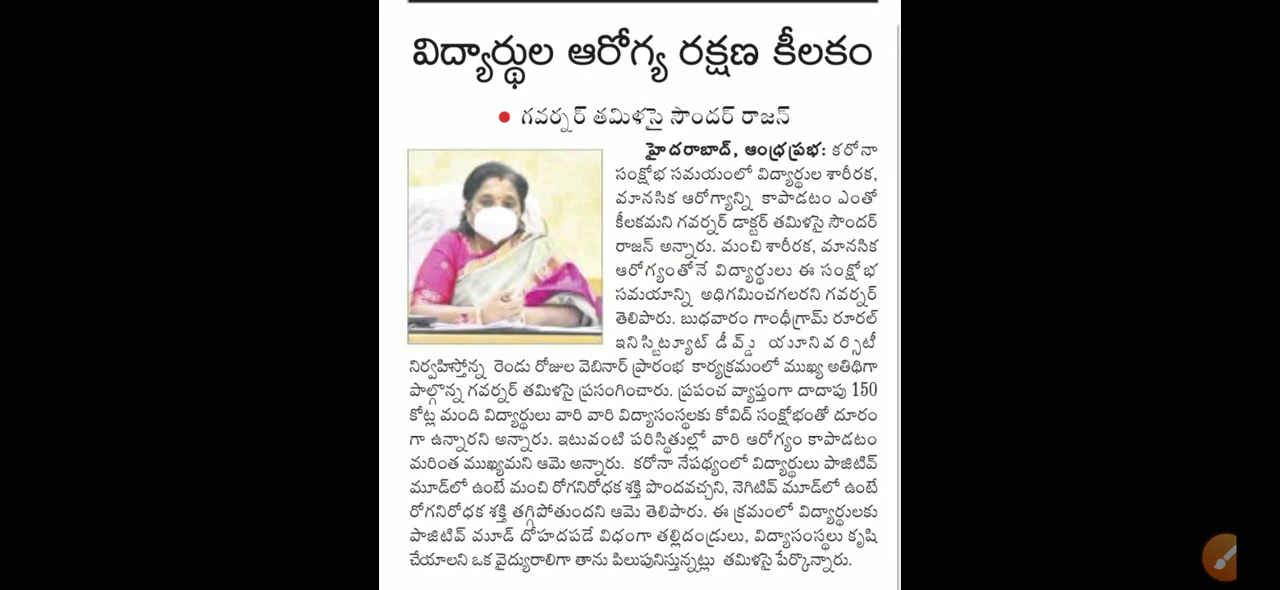 విద్యార్థుల ఆరోగ్య రక్షణ కీలకం
గవర్నర్ తమిళసై సౌందర్ రాజన్
హైదరాబాద్, ఆంధ్రప్రభ: కరోనా
సంక్షోభ సమయంలో విద్యార్థుల శారీరక,
మానసిక ఆరోగ్యాన్ని కాపాడటం ఎంతో
కీలకమని గవర్నర్ డాక్టర్ తమిళసై సౌందర్
రాజన్ అన్నారు. మంచి శారీరక, మానసిక
ఆరోగ్యంతోనే విద్యార్థులు ఈ సంక్షోభ
సమయాన్ని అధిగమించగలరని గవర్నర్
తెలిపారు. బుధవారం గాంధీగ్రామ్ రూరల్
ఇనిస్టిట్యూట్ డీమ్డ్ యూనివర్సిటీ
నిర్వహిస్తోన్న రెండు రోజుల వెబినార్ ప్రారంభ కార్యక్రమంలో ముఖ్య అతిథిగా
పాల్గొన్న గవర్నర్ తమిళసై ప్రసంగించారు. ప్రపంచ వ్యాప్తంగా దాదాపు 150
కోట్ల మంది విద్యార్థులు వారి వారి విద్యాసంస్థలకు కోవిద్ సంక్షోభంతో దూరం
గా ఉన్నారని అన్నారు. ఇటువంటి పరిస్థితుల్లో వారి ఆరోగ్యం కాపాడటం
మరింత ముఖ్యమని ఆమె అన్నారు. కరోనా నేపథ్యంలో విద్యార్థులు పాజిటివ్
మూడ్‌లో ఉంటే మంచి రోగనిరోధక శక్తి పొందవచ్చని, నెగిటివ్ మూడ్‌లో ఉంటే
రోగనిరోధక శక్తి తగ్గిపోతుందని ఆమె తెలిపారు. ఈ క్రమంలో విద్యార్థులకు
పాజిటివ్ మూడ్ దోహదపడే విధంగా తల్లిదండ్రులు, విద్యాసంస్థలు కృషి
చేయాలని ఒక వైద్యురాలిగా తాను పిలుపునిస్తున్నట్లు తమిళసై పేర్కొన్నారు.